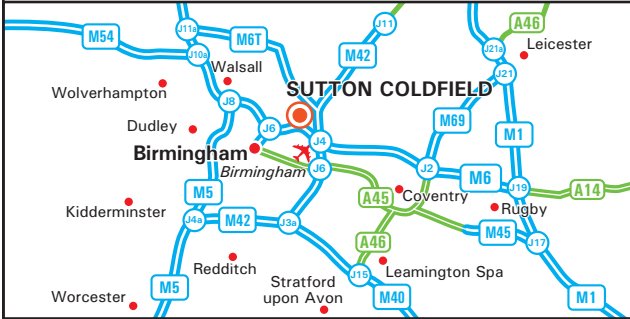 J11a
J11
A46
M54
M6T
J21a
Leicester
J10a
M42
Walsall
J21
Wolverhampton
SUTTON COLDFIELD
J8
M69
Dudley
J6
M1
J4
Birmingham
Birmingham
J6
J2
M6
M5
Coventry
J19
A14
A45
Kidderminster
Rugby
J4a
M42
J3a
M45
A46
J17
Redditch
Leamington Spa
J15
Stratford
upon Avon
M5
M40
M1
Worcester